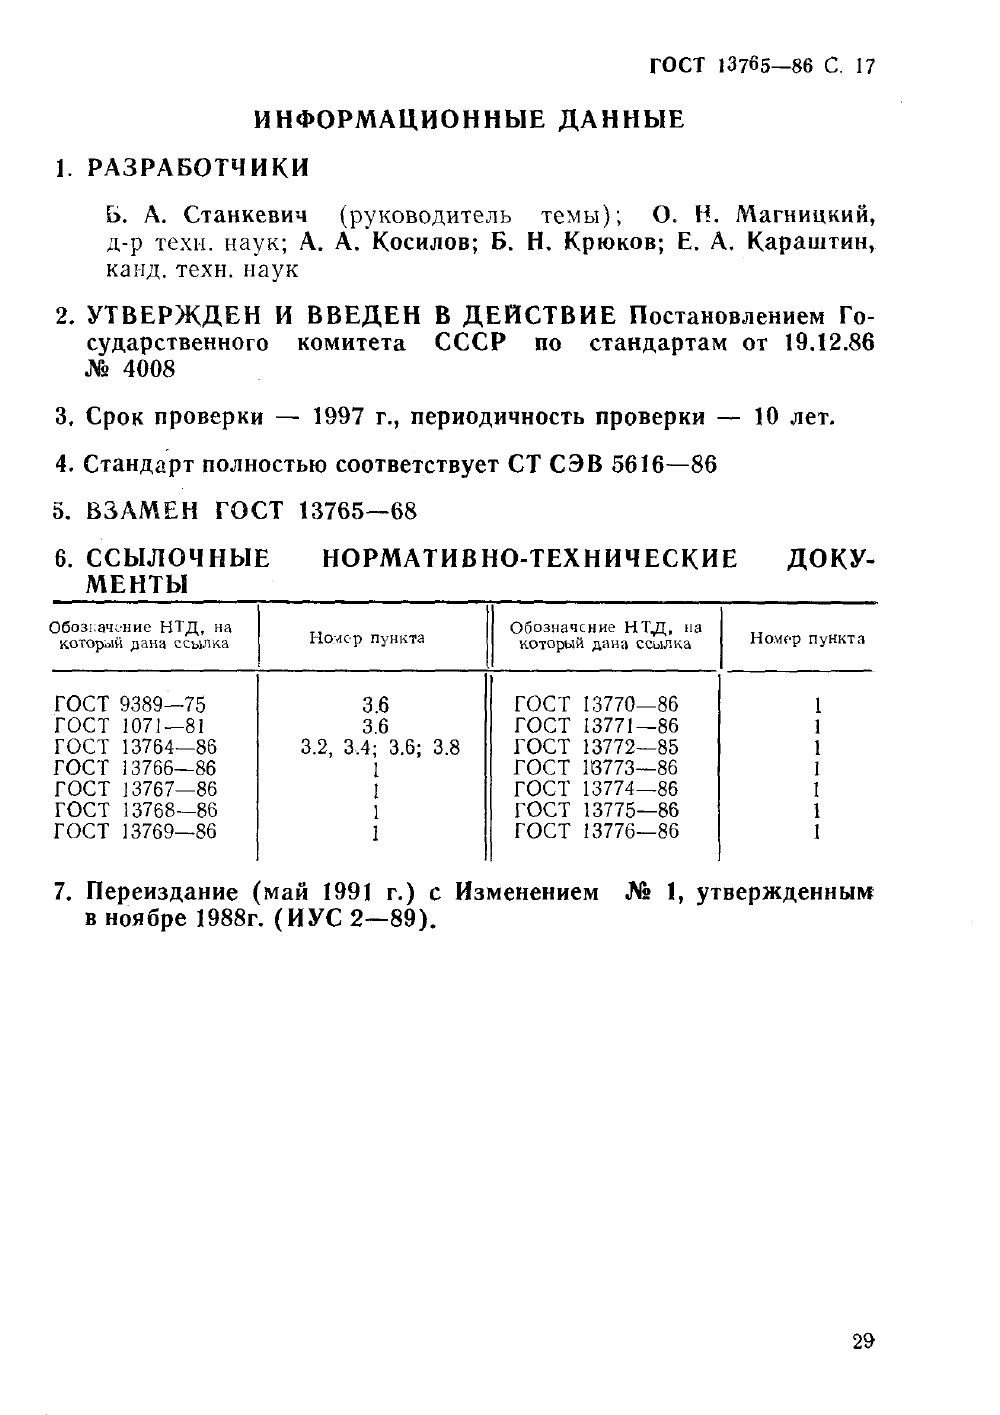 ГОСТ 13765—86 С. 17
ИНФОРМАЦИОННЫЕ ДАННЫЕ
1. РАЗРАБОТЧИКИ
Б. А. Станкевич (руководитель темы); О. Н. Магницкий,
д-р техн. наук; А. А. Косилов; Б. Н. Крюков; Е. А. Караштин,
канд. техн. наук
2. УТВЕРЖДЕН И ВВЕДЕН В ДЕЙСТВИЕ Постановлением Го-
сударственного комитета СССР по стандартам от 19.12.86
№ 4008
3. Срок проверки — 1997 г., периодичность проверки — 10 лет.
4. Стандарт полностью соответствует СТ СЭВ 5616—86
5. ВЗАМЕН ГОСТ 13765—68
6. ССЫЛОЧНЫЕ НОРМАТИВНО-ТЕХНИЧЕСКИЕ ДОКУ-
МЕНТЫ
Обозначение НТД, на который дана ссылка Номер пункта Обозначение НТД, на который дана ссылка Номер пункта
ГОСТ 9389—75 3.6 ГОСТ 13770—86 1
ГОСТ 1071—81 3.6 ГОСТ 13771—86 1
ГОСТ 13764—86 3.2, 3.4; 3.6; 3.8 ГОСТ 13772—85 1
ГОСТ 13766—86 1 ГОСТ 13773—86 1
ГОСТ 13767—86 1 ГОСТ 13774—86 1
ГОСТ 13768—86 1 ГОСТ 13775—86 1
ГОСТ 13769—86 1 ГОСТ 13776—86 1
7. Переиздание (май 1991 г.) с Изменением № 1, утвержденным
в ноябре 1988г. (ИУС 2—89).
29